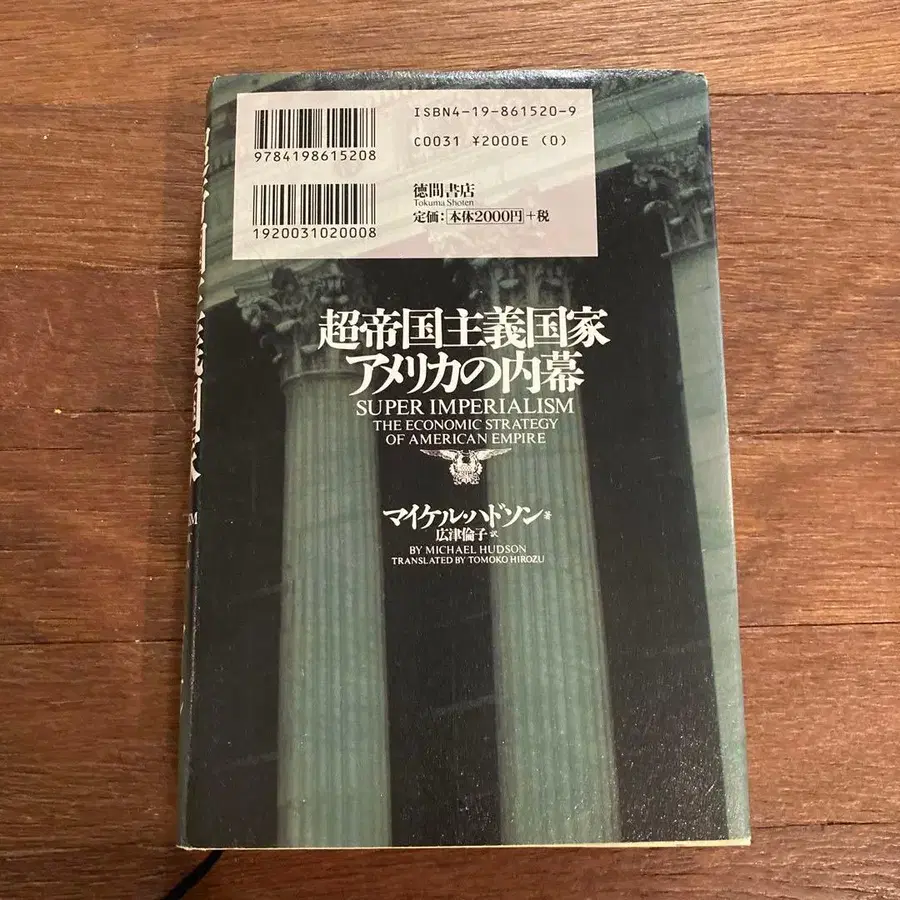 ISBN4-19-861520-9
9784198615208
C0031 ¥2000E (0)
1920031020008
徳間書店
Tokuma Shoten
定価:本体2000円+税
超帝国主義国家
アメリカの内幕
SUPER IMPERIALISM
THE ECONOMIC STRATEGY
OF AMERICAN EMPIRE
マイケル・ハドソン 著
広津倫子 訳
BY MICHAEL HUDSON
TRANSLATED BY TOMOKO HIROZU